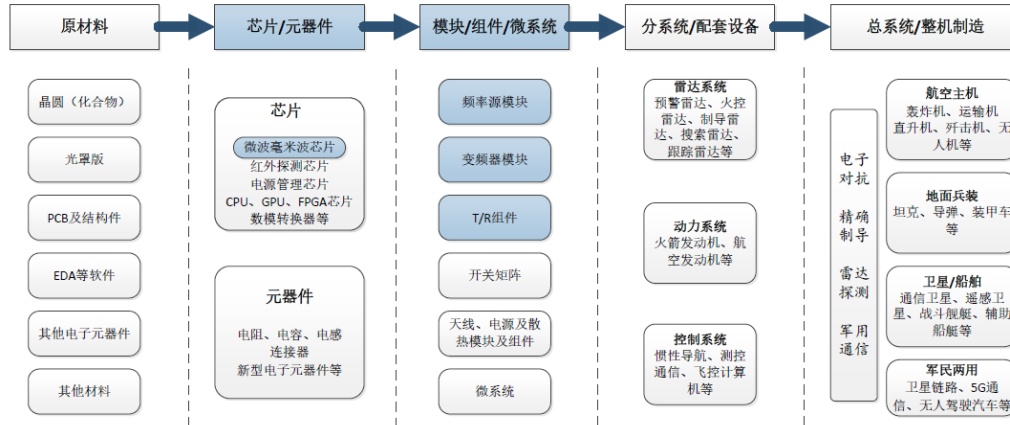 原材料
芯片/元器件
模块/组件/微系统
分系统/配套设备
总系统/整机制造
晶圆（化合物）
光罩版
PCB及结构件
EDA等软件
其他电子元器件
其他材料
芯片
微波毫米波芯片
红外探测芯片
电源管理芯片
CPU、GPU、FPGA芯片
数模转换器等
元器件
电阻、电容、电感
连接器
新型电子元器件等
频率源模块
变频器模块
T/R组件
开关矩阵
天线、电源及散
热模块及组件
微系统
雷达系统
预警雷达、火控
雷达、制导雷
达、搜索雷达、
跟踪雷达等
动力系统
火箭发动机、航
空发动机等
控制系统
惯性导航、测控
通信、飞控计算
机等
电子
对抗
精确
制导
雷达
探测
军用
通信
航空主机
轰炸机、运输机
直升机、歼击机、无
人机等
地面兵装
坦克、导弹、装甲车
等
卫星/船舶
通信卫星、遥感卫
星、战斗舰艇、辅助
船艇等
军民两用
卫星链路、5G通
信、无人驾驶汽车等